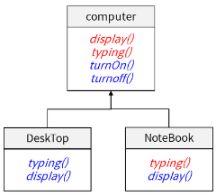 computer
display()
typing()
turnOn()
turnoff()
DeskTop
typing()
display()
NoteBook
typing()
display()